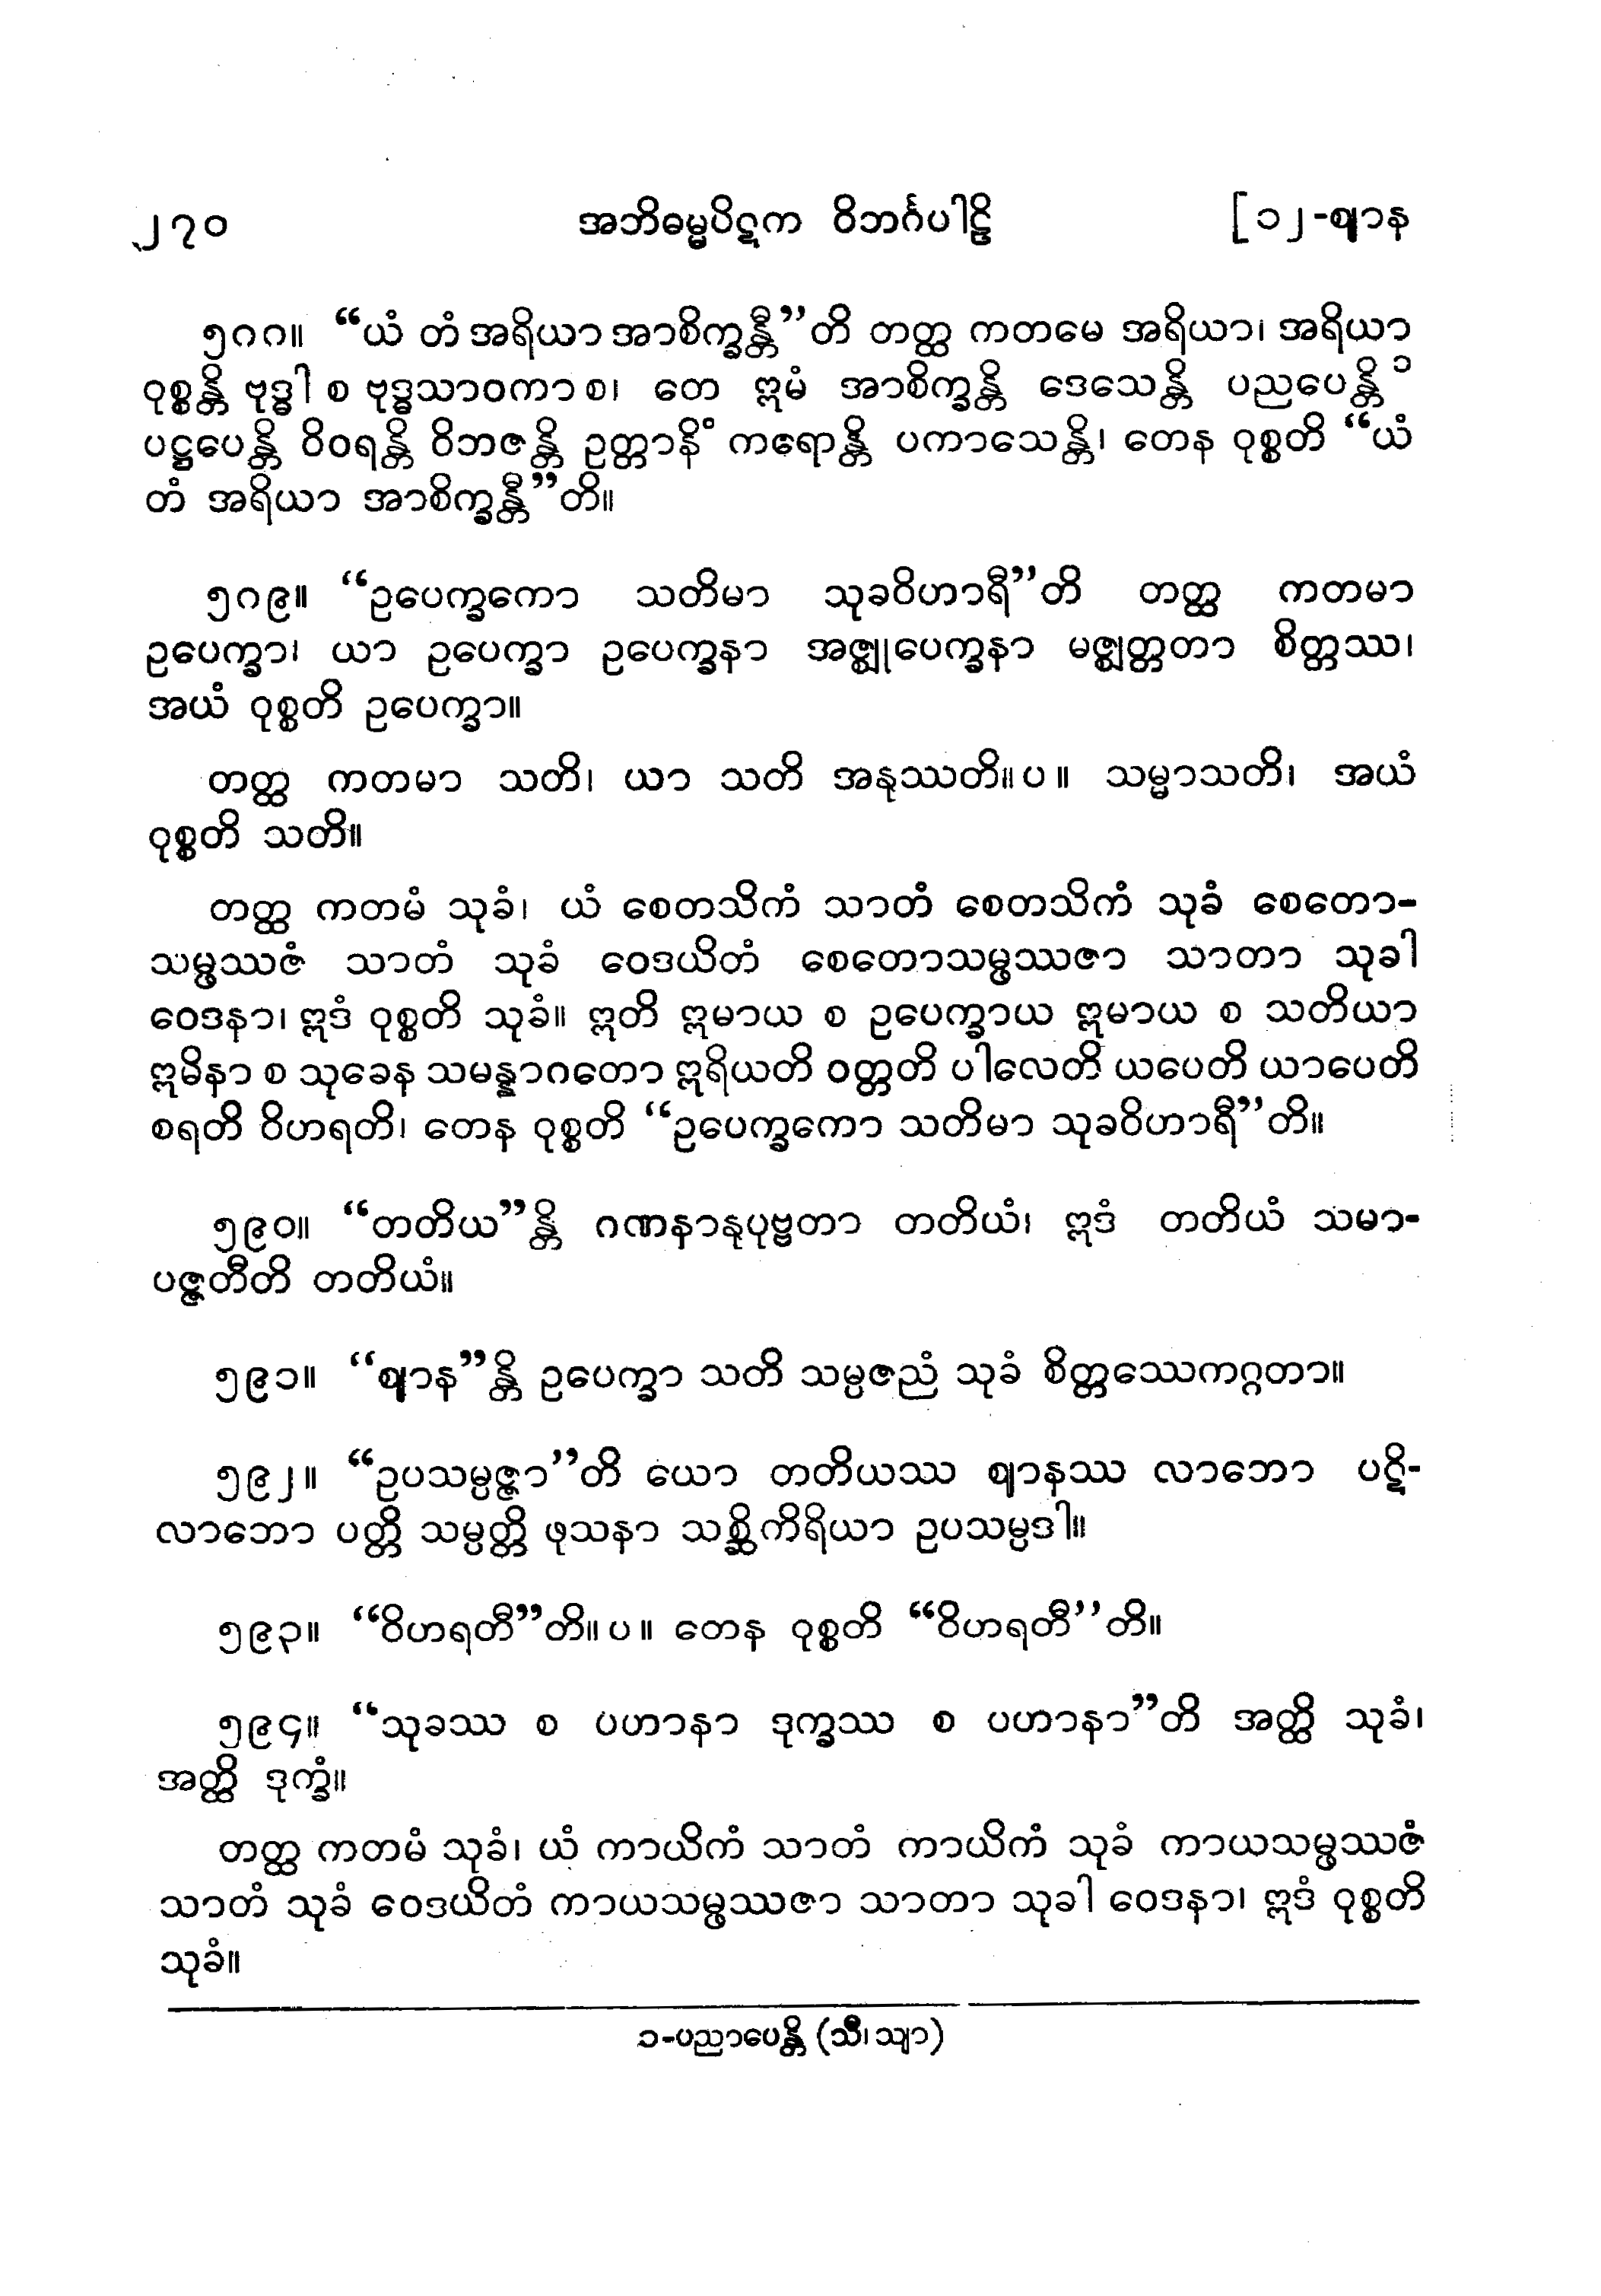 ၂၇၀ အဘိဓမ္မပိဋက ဝိဘင်္ဂပါဠိ [၁၂-ဈာန
၅၈၈။ “ယံ တံ အရိယာ အာစိက္ခန္တီ”တိ တတ္ထ ကတမေ အရိယာ၊ အရိယာ
ဝုစ္စန္တိ ဗုဒ္ဓါ စ ဗုဒ္ဓသာဝကာ စ၊ တေ ဣမံ အာစိက္ခန္တိ ဒေသေန္တိ ပညပေန္တိ ၁
ပဋ္ဌပေန္တိ ဝိဝရန္တိ ဝိဘဇန္တိ ဥတ္တာနိံ ကရောန္တိ ပကာသေန္တိ၊ တေန ဝုစ္စတိ “ယံ
တံ အရိယာ အာစိက္ခန္တီ”တိ။
၅၈၉။ “ဥပေက္ခကော သတိမာ သုခဝိဟာရီ”တိ တတ္ထ ကတမာ
ဥပေက္ခာ၊ ယာ ဥပေက္ခာ ဥပေက္ခနာ အဇ္ဈုပေက္ခနာ မဇ္ဈတ္တတာ စိတ္တဿ၊
အယံ ဝုစ္စတိ ဥပေက္ခာ။
တတ္ထ ကတမာ သတိ၊ ယာ သတိ အနုဿတိ။ပ။ သမ္မာသတိ၊ အယံ
ဝုစ္စတိ သတိ။
တတ္ထ ကတမံ သုခံ၊ ယံ စေတသိကံ သာတံ စေတသိကံ သုခံ စေတော-
သမ္ဖဿဇံ သာတံ သုခံ ဝေဒယိတံ စေတောသမ္ဖဿဇာ သာတာ သုခါ
ဝေဒနာ၊ ဣဒံ ဝုစ္စတိ သုခံ။ ဣတိ ဣမာယ စ ဥပေက္ခာယ ဣမာယ စ သတိယာ
ဣမိနာ စ သုခေန သမန္နာဂတော ဣရိယတိ ဝတ္တတိ ပါလေတိ ယပေတိ ယာပေတိ
စရတိ ဝိဟရတိ၊ တေန ဝုစ္စတိ “ဥပေက္ခကော သတိမာ သုခဝိဟာရီ”တိ။
၅၉၀။ “တတိယ”န္တိ ဂဏနာနုပုဗ္ဗတာ တတိယံ၊ ဣဒံ တတိယံ သမာ-
ပဇ္ဇတီတိ တတိယံ။
၅၉၁။ “ဈာန”န္တိ ဥပေက္ခာ သတိ သမ္ပဇညံ သုခံ စိတ္တဿေကဂ္ဂတာ။
၅၉၂။ “ဥပသမ္ပဇ္ဇာ”တိ ယော တတိယဿ ဈာနဿ လာဘော ပဋိ-
လာဘော ပတ္တိ သမ္ပတ္တိ ဖုသနာ သစ္ဆိကိရိယာ ဥပသမ္ပဒါ။
၅၉၃။ “ဝိဟရတီ”တိ။ပ။ တေန ဝုစ္စတိ “ဝိဟရတီ”တိ။
၅၉၄။ “သုခဿ စ ပဟာနာ ဒုက္ခဿ စ ပဟာနာ”တိ အတ္ထိ သုခံ၊
အတ္ထိ ဒုက္ခံ။
တတ္ထ ကတမံ သုခံ၊ ယံ ကာယိကံ သာတံ ကာယိကံ သုခံ ကာယသမ္ဖဿဇံ
သာတံ သုခံ ဝေဒယိတံ ကာယသမ္ဖဿဇာ သာတာ သုခါ ဝေဒနာ၊ ဣဒံ ဝုစ္စတိ
သုခံ။
၁-ပညာပေန္တိ (သီ၊ သျာ)